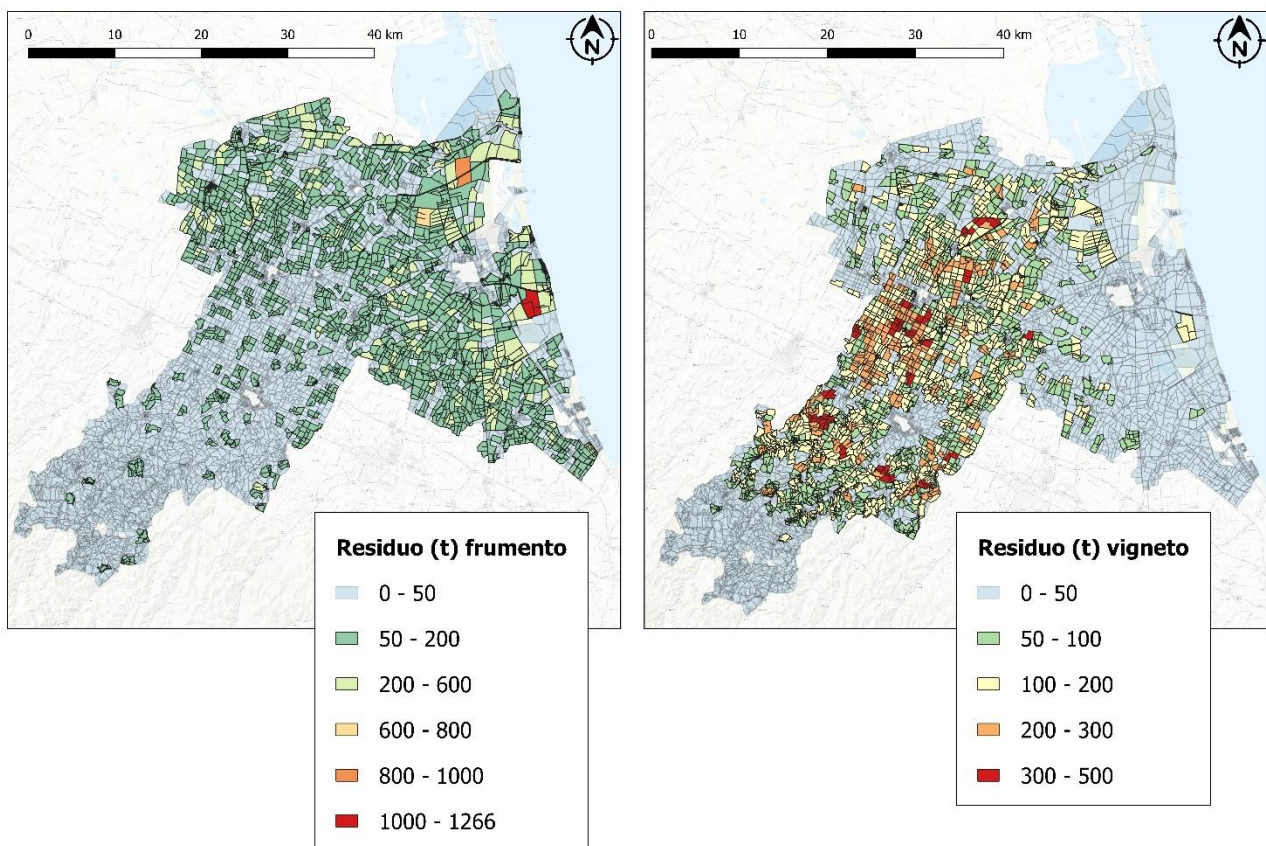 0 10 20 30 40 km
N
Residuo (t) frumento
0 - 50
50 - 200
200 - 600
600 - 800
800 - 1000
1000 - 1266
0 10 20 30 40 km
N
Residuo (t) vigneto
0 - 50
50 - 100
100 - 200
200 - 300
300 - 500